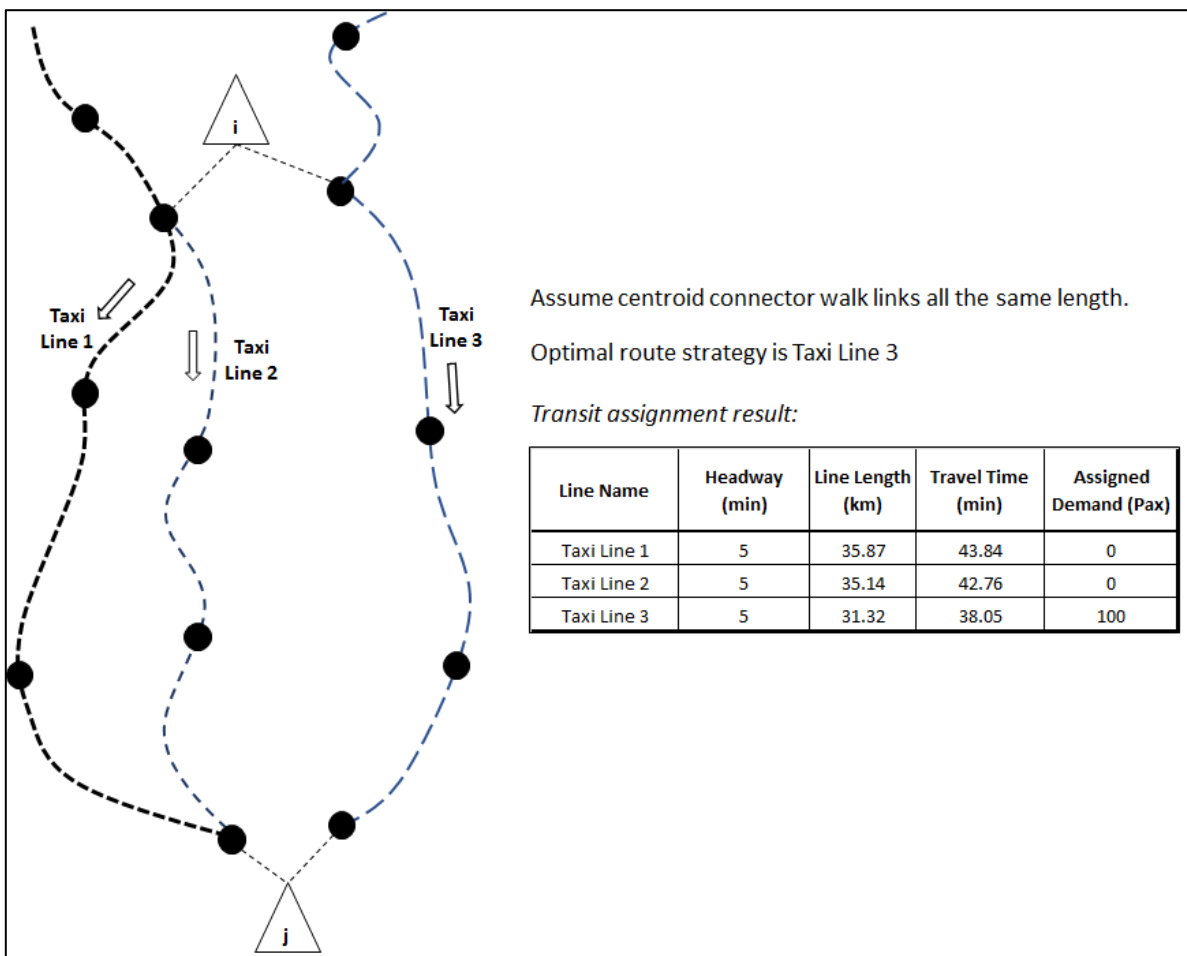 i
Taxi
Line 1
Taxi
Line 2
Taxi
Line 3
j
Assume centroid connector walk links all the same length.
Optimal route strategy is Taxi Line 3
Transit assignment result:
Line Name Headway (min) Line Length (km) Travel Time (min) Assigned Demand (Pax)
Taxi Line 1 5 35.87 43.84 0
Taxi Line 2 5 35.14 42.76 0
Taxi Line 3 5 31.32 38.05 100